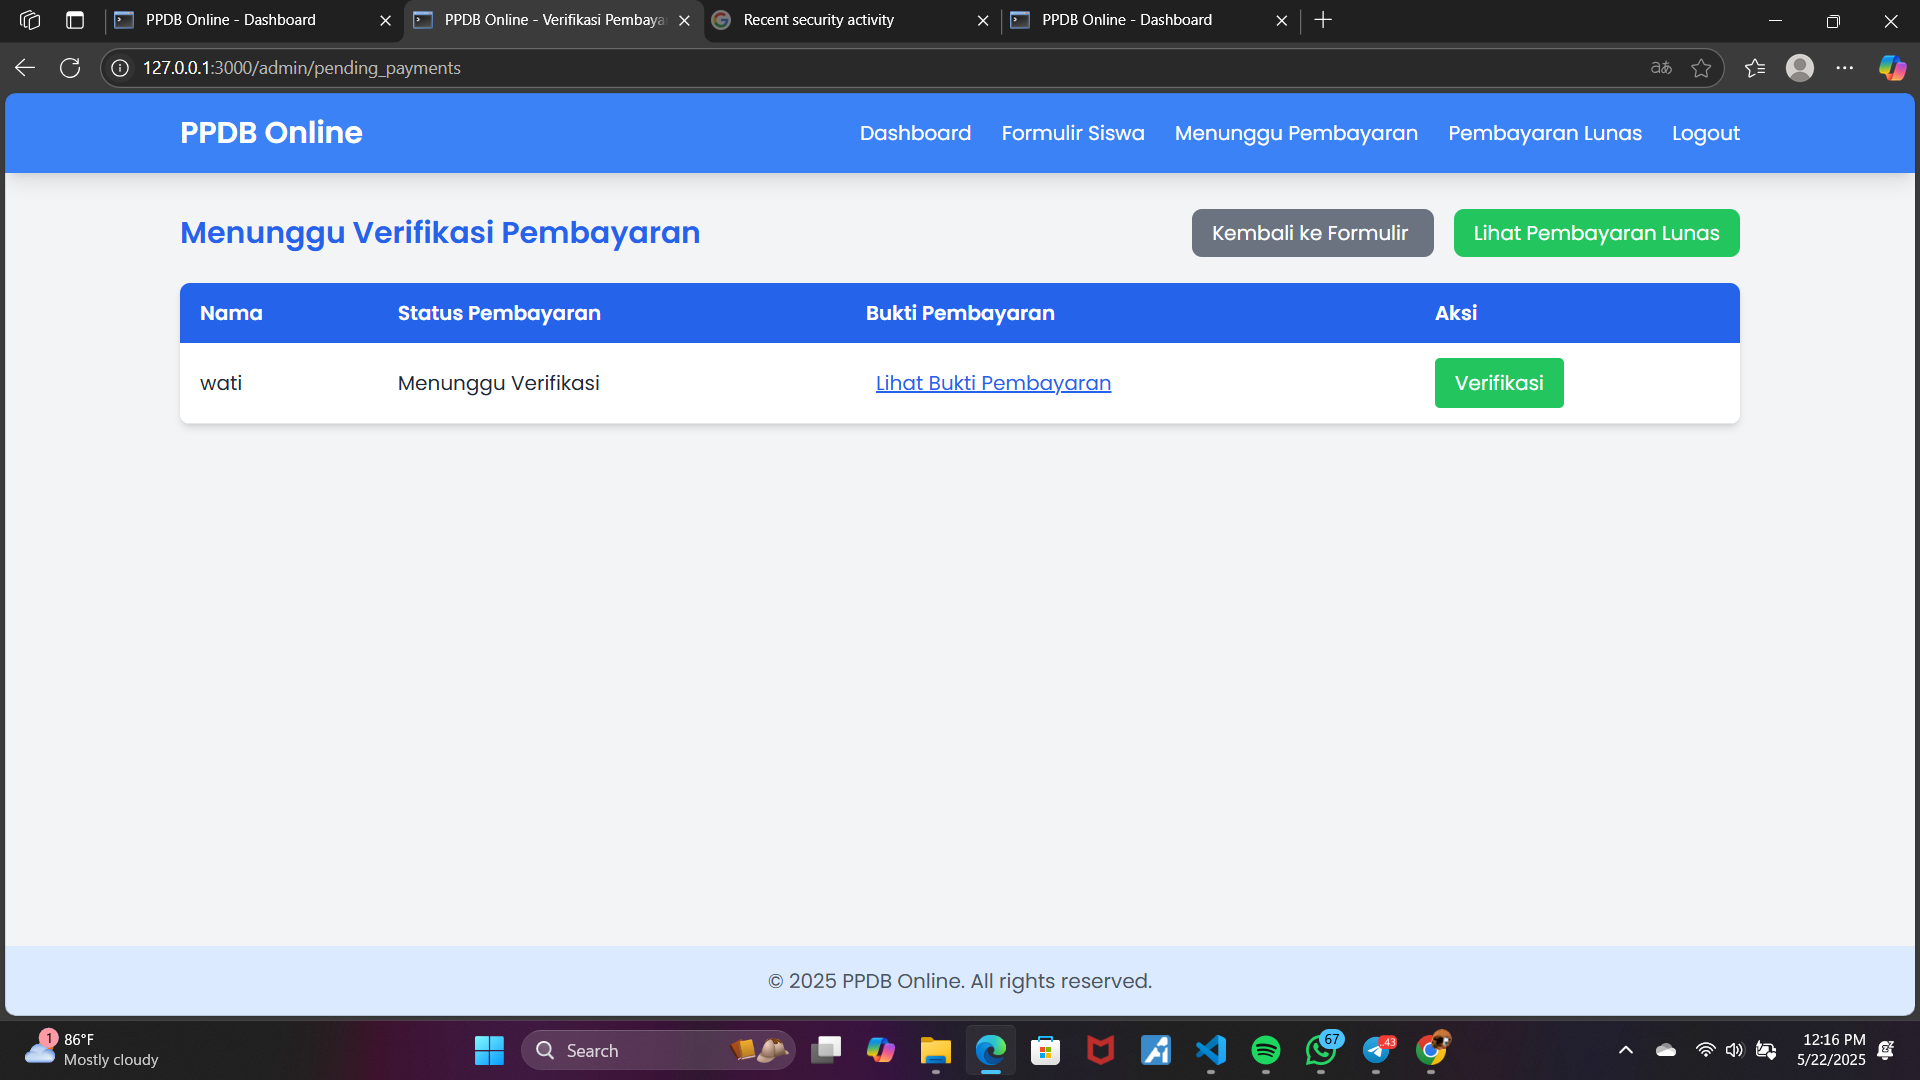 PPDB Online - Dashboard
PPDB Online - Verifikasi Pembaya
Recent security activity
PPDB Online - Dashboard
127.0.0.1:3000/admin/pending_payments
PPDB Online
Dashboard
Formulir Siswa
Menunggu Pembayaran
Pembayaran Lunas
Logout
Menunggu Verifikasi Pembayaran
Kembali ke Formulir
Lihat Pembayaran Lunas
Nama Status Pembayaran Bukti Pembayaran Aksi
wati Menunggu Verifikasi Lihat Bukti Pembayaran Verifikasi
© 2025 PPDB Online. All rights reserved.
1
86°F
Mostly cloudy
Search
67
..43
12:16 PM
5/22/2025